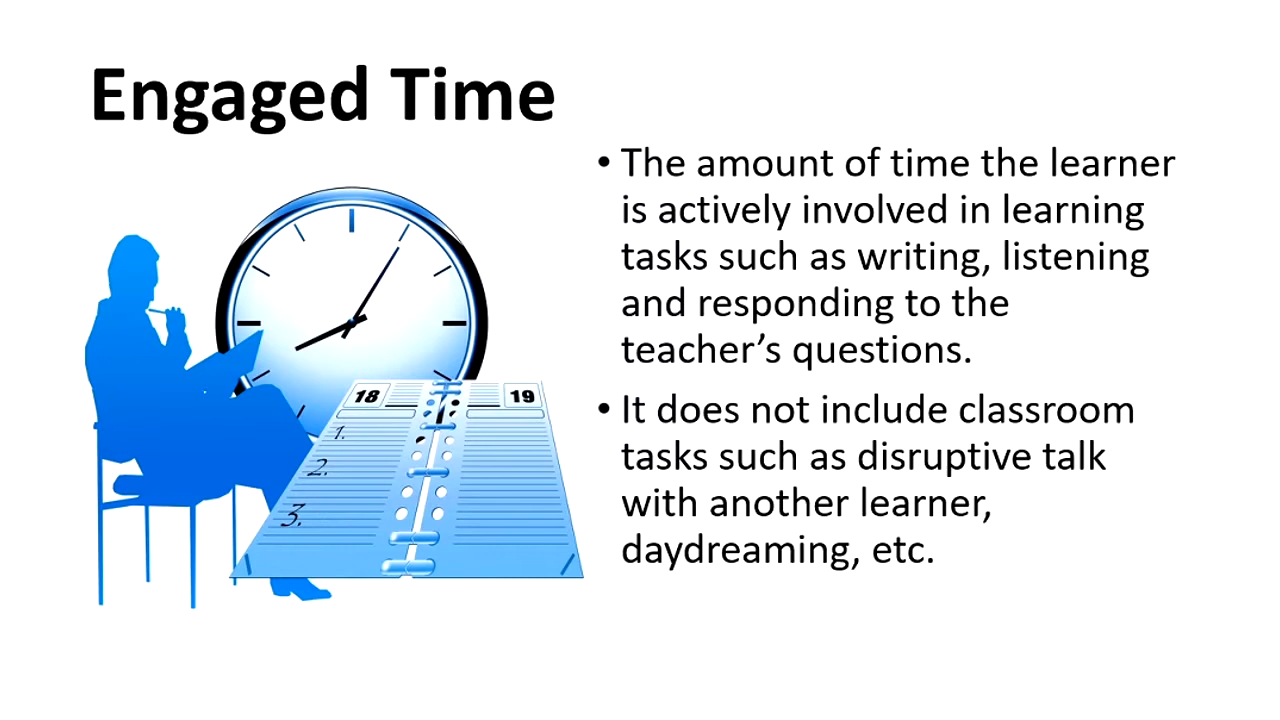 Engaged Time
• The amount of time the learner
is actively involved in learning
tasks such as writing, listening
and responding to the
teacher’s questions.
• It does not include classroom
tasks such as disruptive talk
with another learner,
daydreaming, etc.
18
19
1.
2.
3.